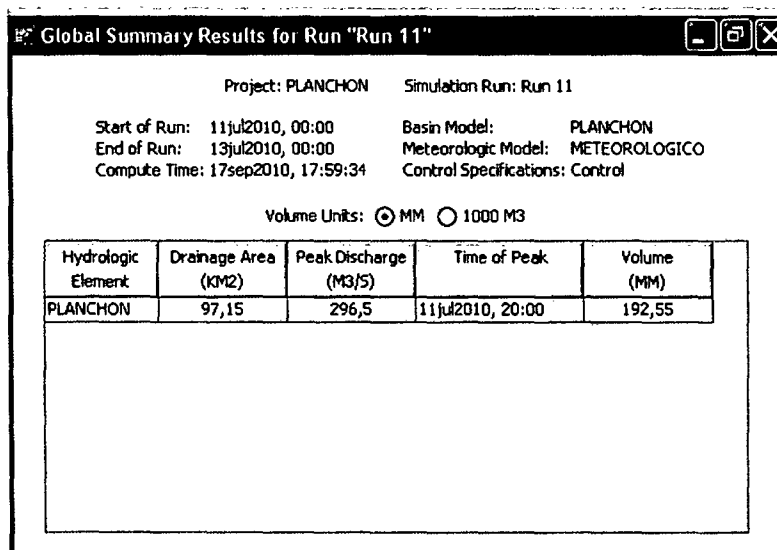 Global Summary Results for Run "Run 11"
Project: PLANCHON Simulation Run: Run 11
Start of Run: 11jul2010, 00:00 Basin Model: PLANCHON
End of Run: 13jul2010, 00:00 Meteorologic Model: METEOROLOGICO
Compute Time: 17sep2010, 17:59:34 Control Specifications: Control
Volume Units: MM 1000 M3
Hydrologic Drainage Area Peak Discharge Time of Peak Volume
Element (KM2) (M3/S) (MM)
PLANCHON 97,15 296,5 11jul2010, 20:00 192,55